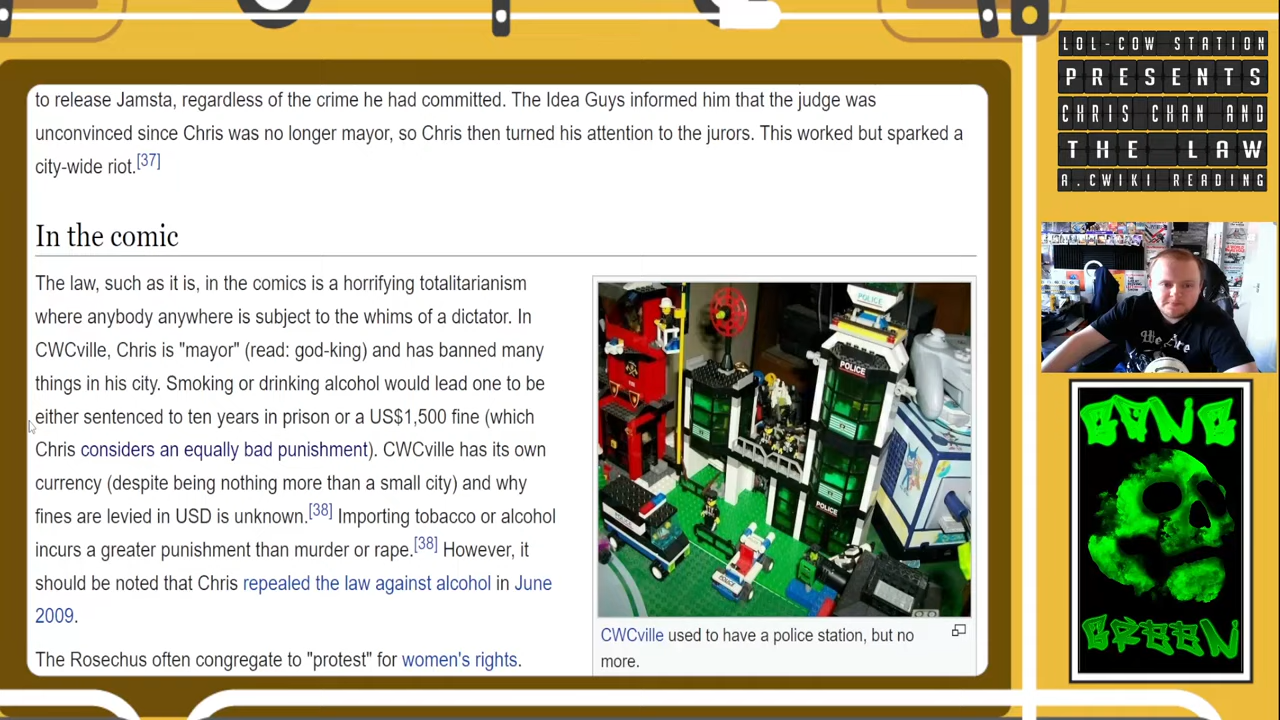 to release Jamsta, regardless of the crime he had committed. The Idea Guys informed him that the judge was
unconvinced since Chris was no longer mayor, so Chris then turned his attention to the jurors. This worked but sparked a
city-wide riot.[37]
In the comic
The law, such as it is, in the comics is a horrifying totalitarianism
where anybody anywhere is subject to the whims of a dictator. In
CWCville, Chris is "mayor" (read: god-king) and has banned many
things in his city. Smoking or drinking alcohol would lead one to be
either sentenced to ten years in prison or a US$1,500 fine (which
Chris considers an equally bad punishment). CWCville has its own
currency (despite being nothing more than a small city) and why
fines are levied in USD is unknown.[38] Importing tobacco or alcohol
incurs a greater punishment than murder or rape.[38] However, it
should be noted that Chris repealed the law against alcohol in June
2009.
The Rosechus often congregate to "protest" for women's rights.
POLICE
POLICE
POLICE
POLICE
CWCville used to have a police station, but no
more.
LOL-COW STATION
PRESENTS
CHRIS CHAN AND
THE LAW
A.CWIKI READING
We Are
GANG
GREEN